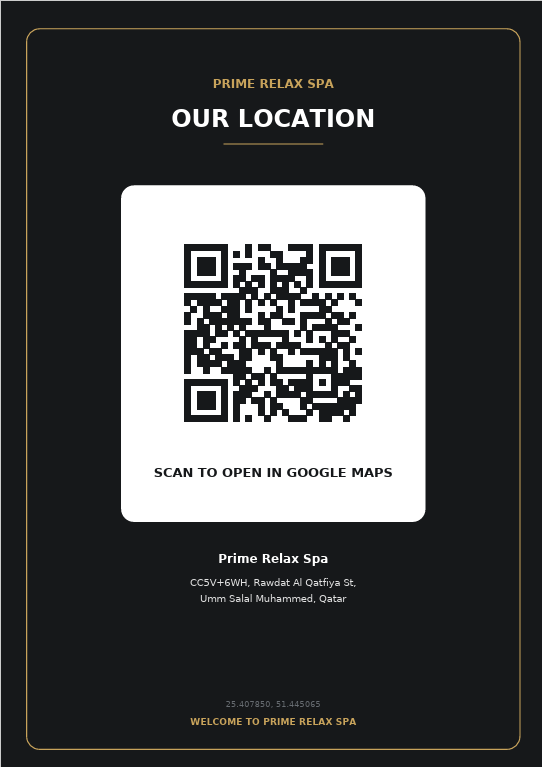 PRIME RELAX SPA
OUR LOCATION
SCAN TO OPEN IN GOOGLE MAPS
Prime Relax Spa
CC5V+6WH, Rawdat Al Qatfiya St,
Umm Salal Muhammed, Qatar
25.407850, 51.445065
WELCOME TO PRIME RELAX SPA